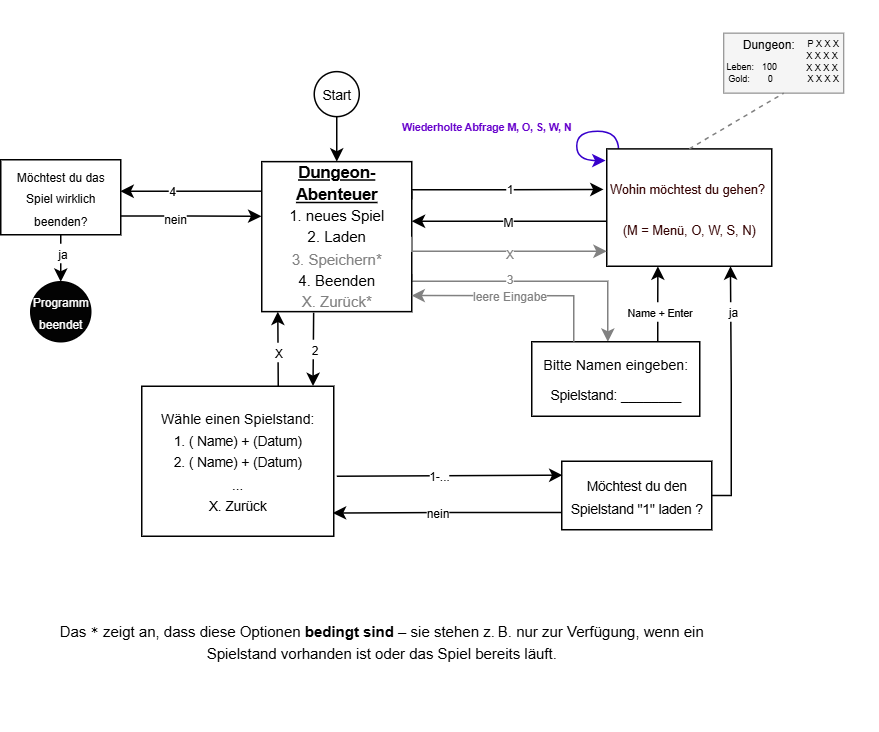 Dungeon:
P X X X
X X X X
Leben: 100
X X X X
Gold: 0
X X X X
Start
Wiederholte Abfrage M, O, S, W, N
Möchtest du das
Spiel wirklich
beenden?
4
nein
ja
Programm
beendet
Dungeon-
Abenteuer
1. neues Spiel
2. Laden
3. Speichern*
4. Beenden
X. Zurück*
1
M
X
3
leere Eingabe
Wohin möchtest du gehen?
(M = Menü, O, W, S, N)
Name + Enter
ja
Bitte Namen eingeben:
Spielstand: ________
X
2
Wähle einen Spielstand:
1. ( Name) + (Datum)
2. ( Name) + (Datum)
...
X. Zurück
1-...
nein
Möchtest du den
Spielstand "1" laden ?
Das * zeigt an, dass diese Optionen bedingt sind – sie stehen z. B. nur zur Verfügung, wenn ein
Spielstand vorhanden ist oder das Spiel bereits läuft.